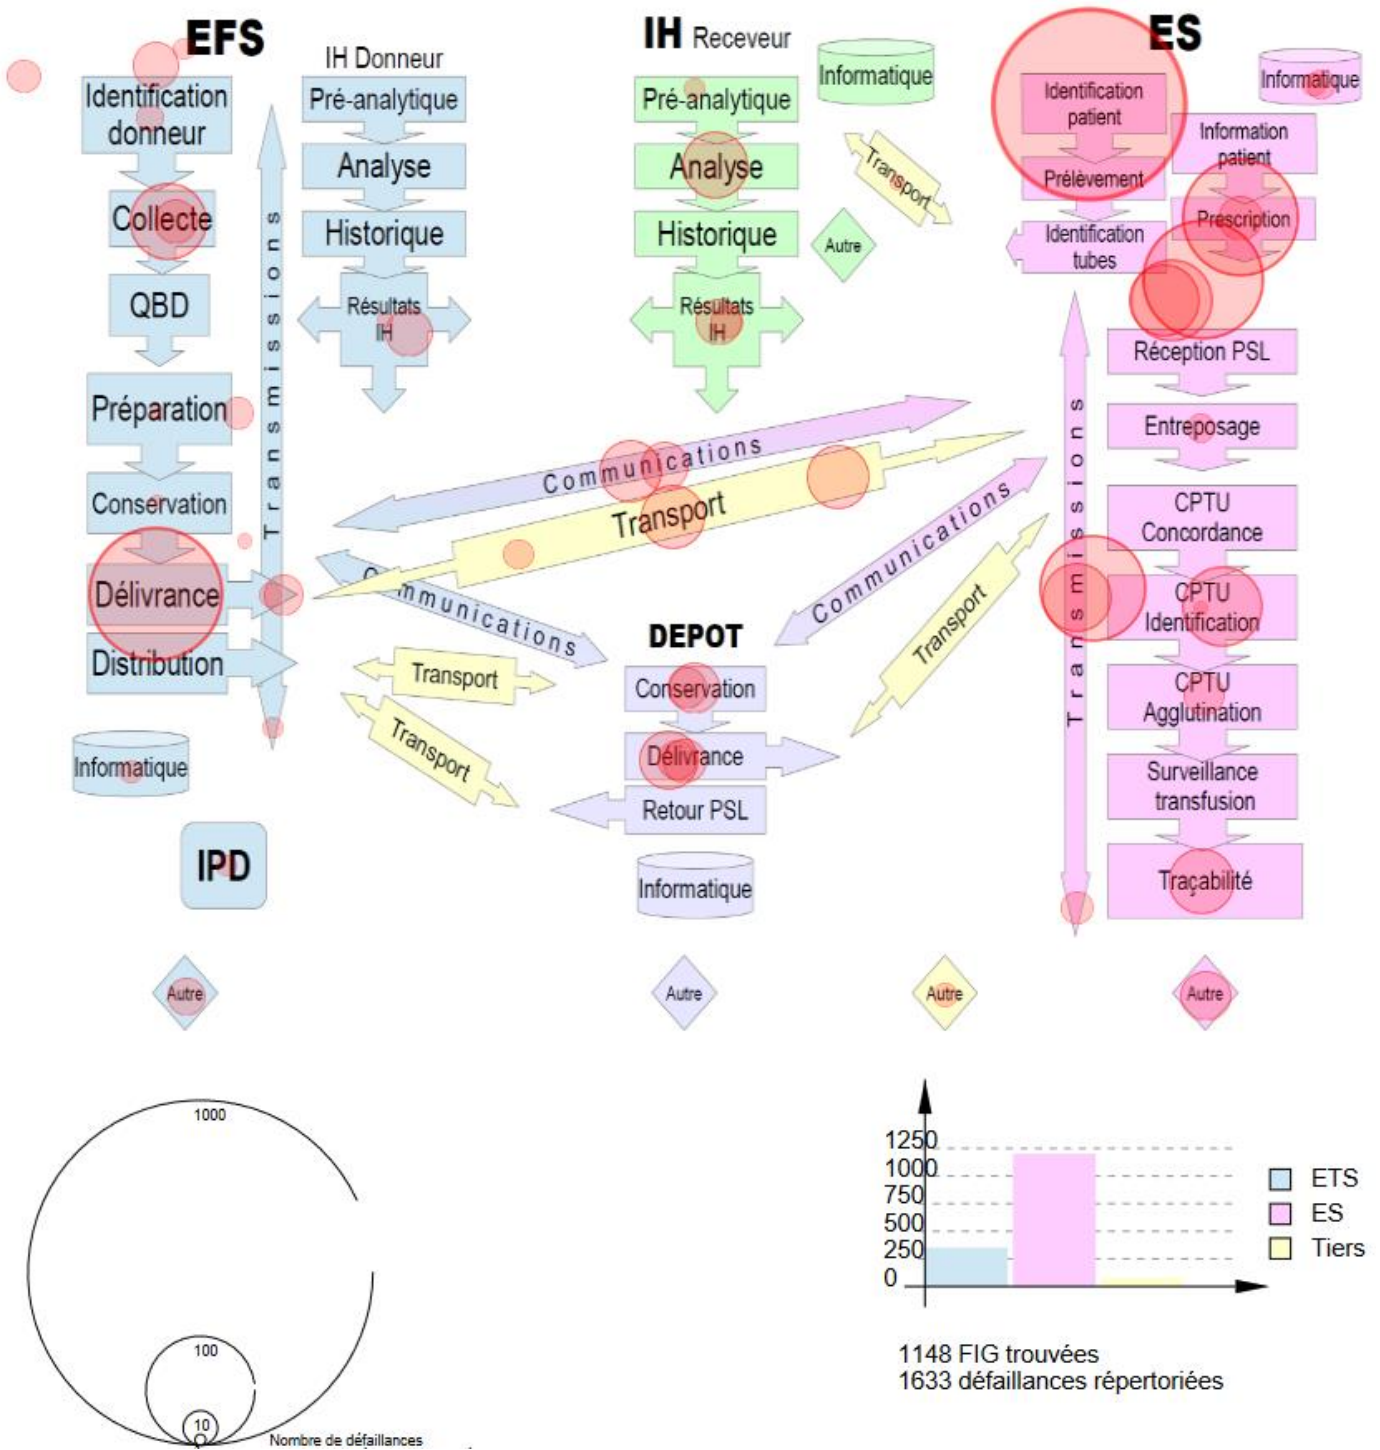 EFS
Identification
donneur
Collecte
QBD
Préparation
Conservation
Délivrance
Distribution
Informatique
IPD
Autre
Transmissions
IH Donneur
Pré-analytique
Analyse
Historique
Résultats
IH
IH Receveur
Pré-analytique
Analyse
Historique
Résultats
IH
Informatique
Transport
Autre
ES
Identification
patient
Prélèvement
Identification
tubes
Informatique
Information
patient
Prescription
Réception PSL
Entreposage
CPTU
Concordance
CPTU
Identification
CPTU
Agglutination
Surveillance
transfusion
Traçabilité
Transmissions
Communications
Transport
Communications
Communications
Transport
Transport
Transport
DEPOT
Conservation
Délivrance
Retour PSL
Informatique
Autre
Autre
Autre
1000
100
10
Nombre de défaillances
1250
1000
750
500
250
0
ETS
ES
Tiers
1148 FIG trouvées
1633 défaillances répertoriées